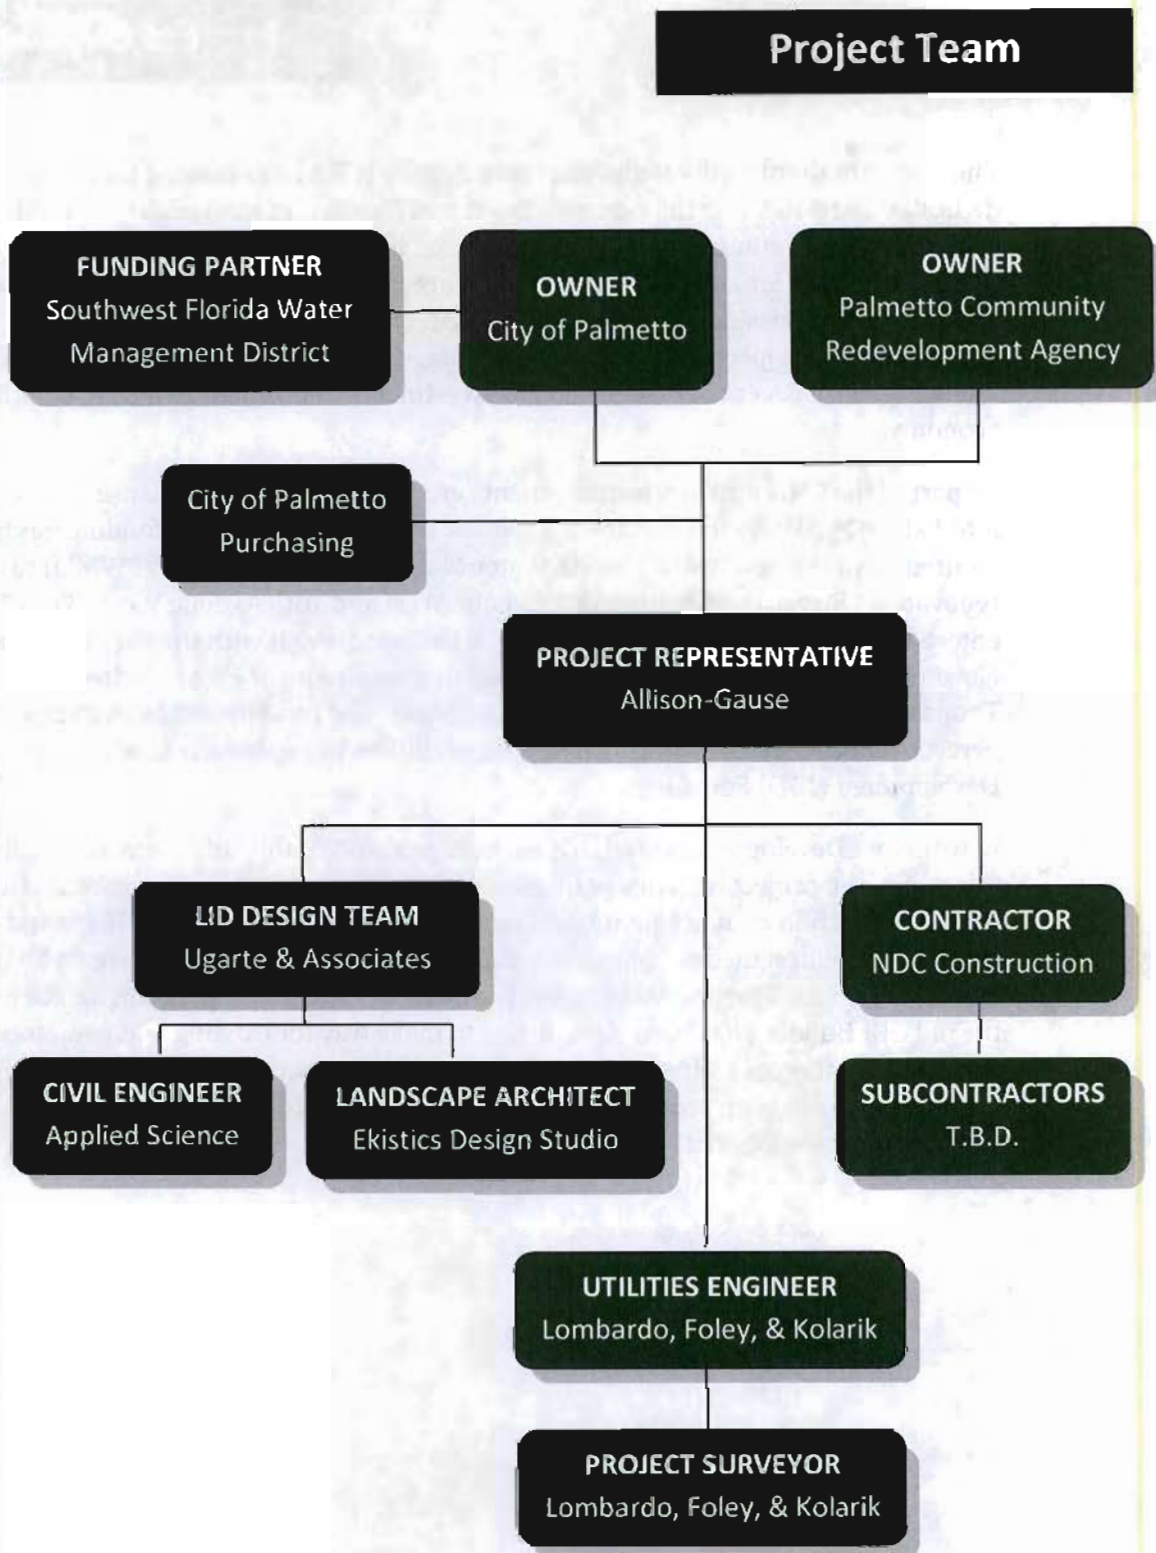 Project Team
FUNDING PARTNER
Southwest Florida Water
Management District
OWNER
City of Palmetto
OWNER
Palmetto Community
Redevelopment Agency
City of Palmetto
Purchasing
PROJECT REPRESENTATIVE
Allison-Gause
LID DESIGN TEAM
Ugarte & Associates
CONTRACTOR
NDC Construction
CIVIL ENGINEER
Applied Science
LANDSCAPE ARCHITECT
Ekistics Design Studio
SUBCONTRACTORS
T.B.D.
UTILITIES ENGINEER
Lombardo, Foley, & Kolarik
PROJECT SURVEYOR
Lombardo, Foley, & Kolarik